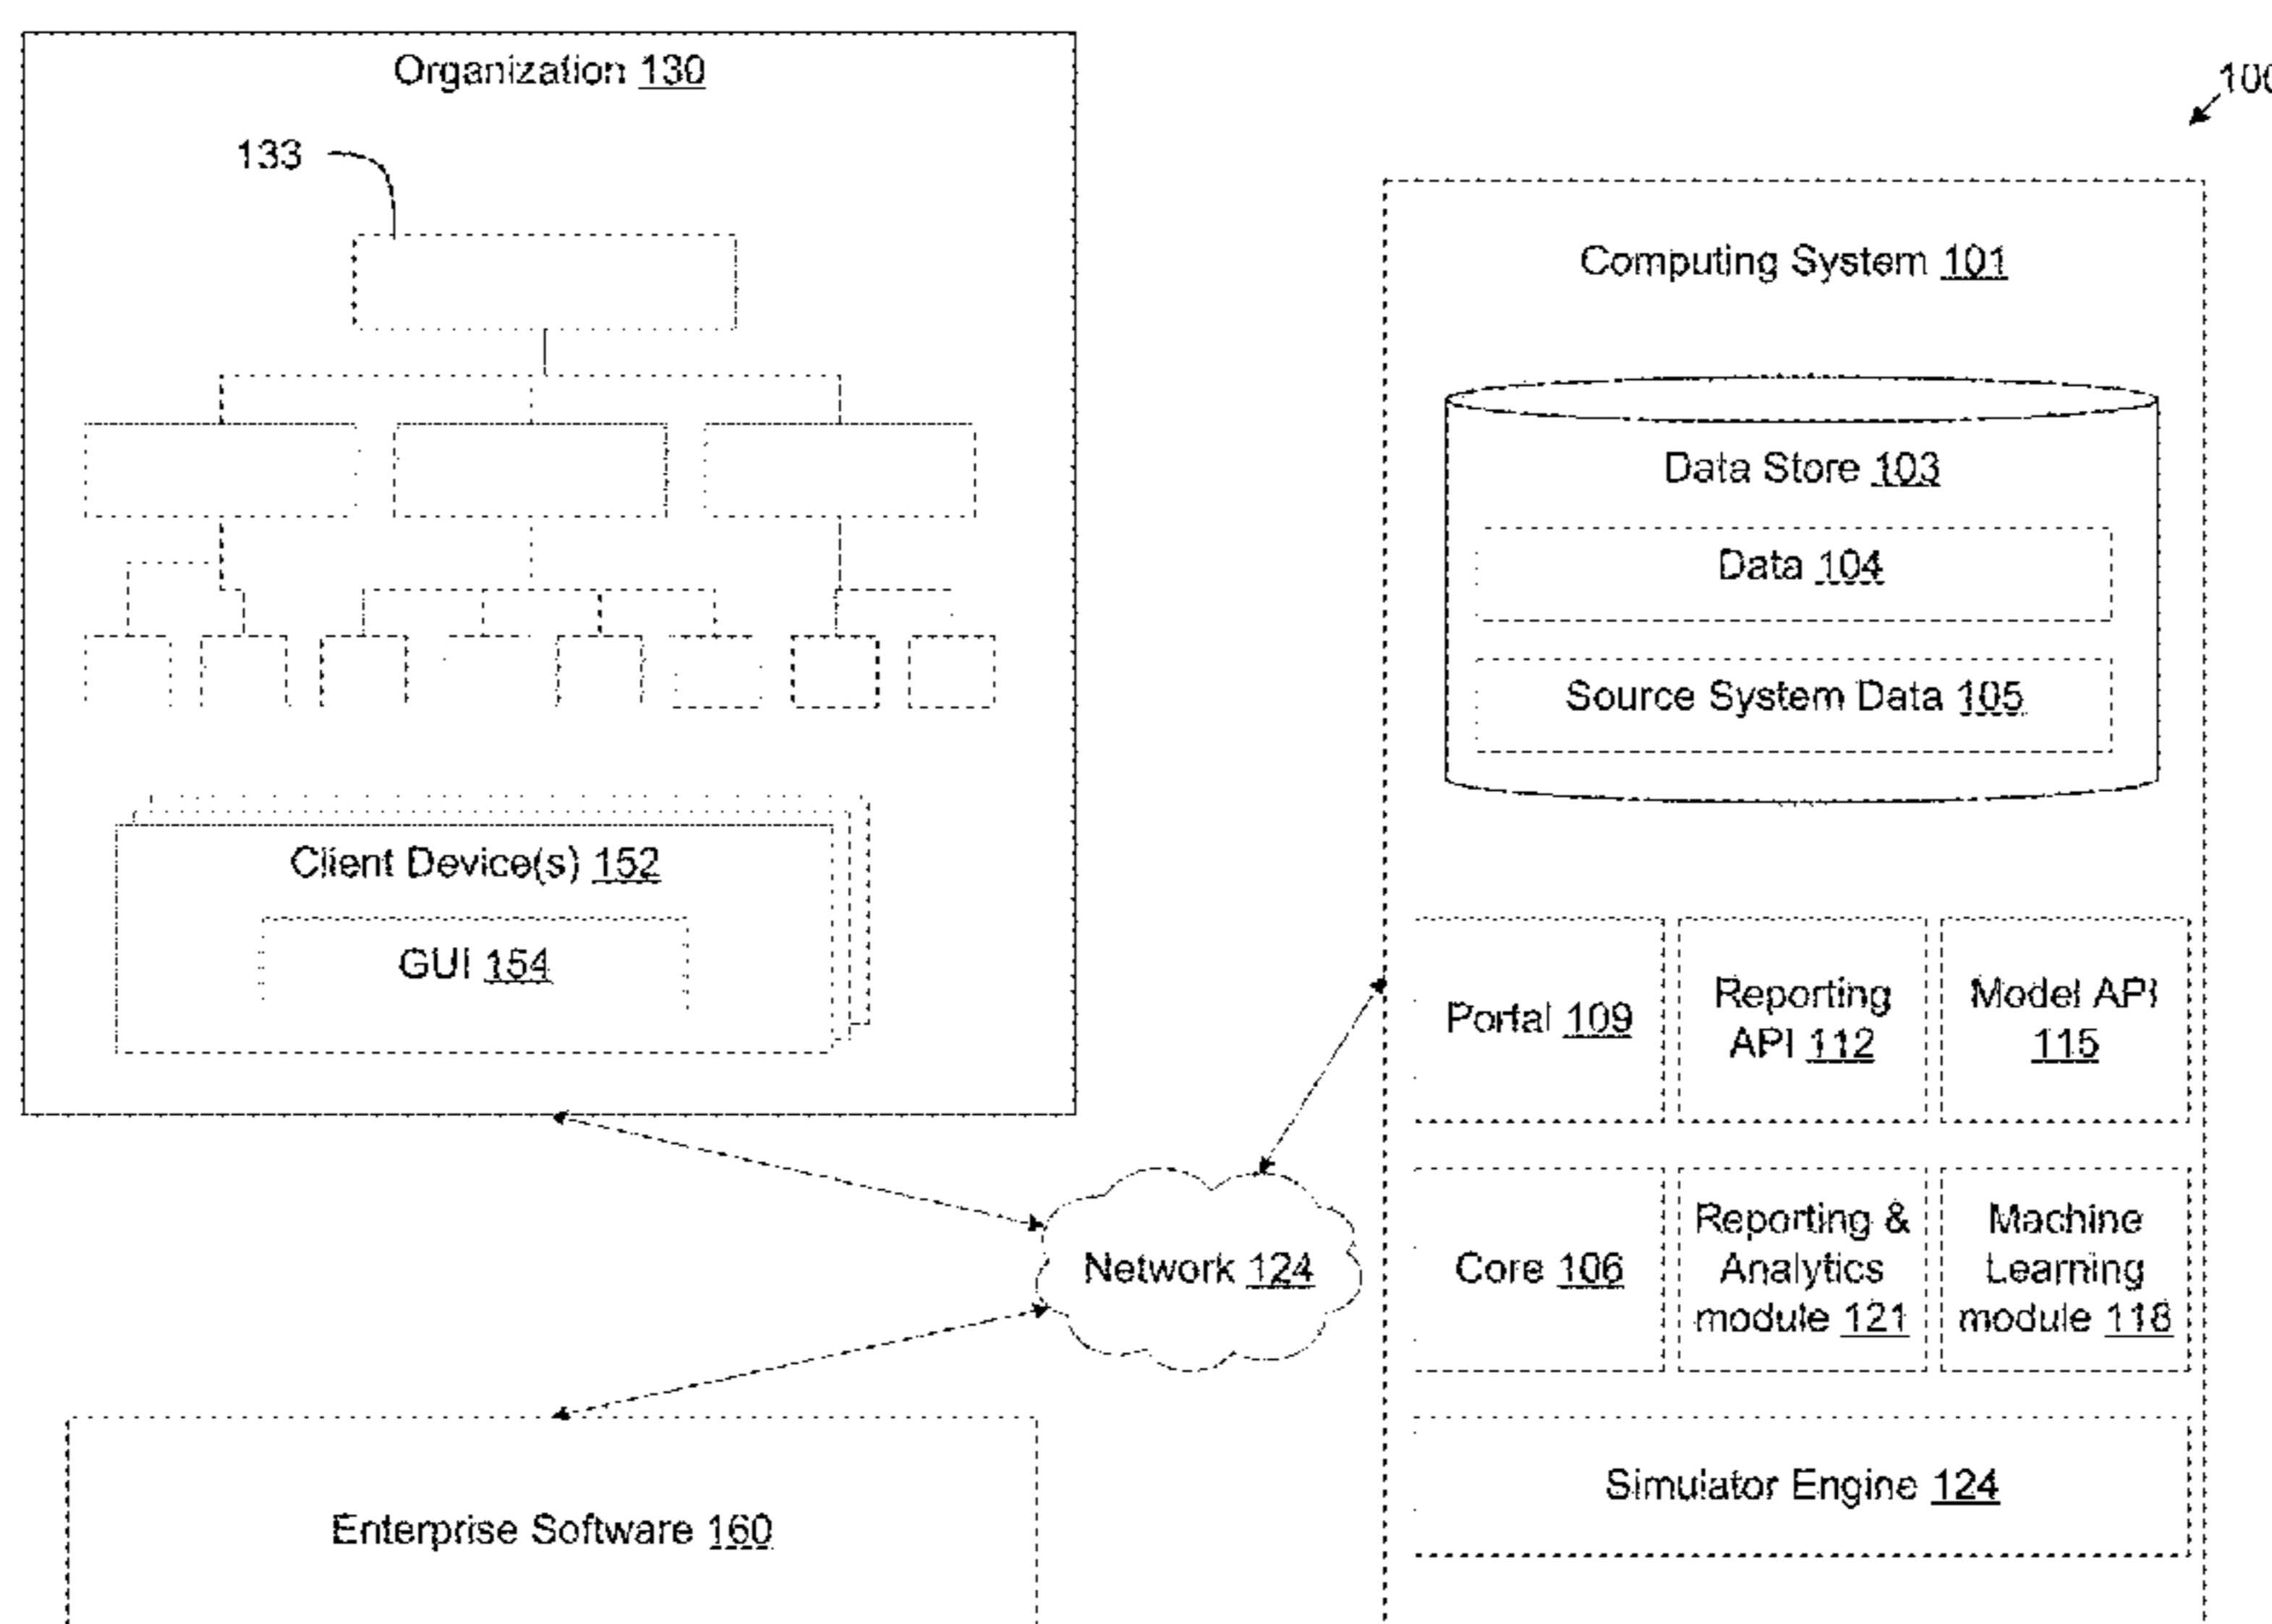 Organization 130
100
133
Computing System 101
Data Store 103
Data 104
Source System Data 105
Client Device(s) 152
GUI 154
Portal 109
Reporting
API 112
Model API
115
Network 124
Core 106
Reporting &
Analytics
module 121
Machine
Learning
module 118
Simulator Engine 124
Enterprise Software 160